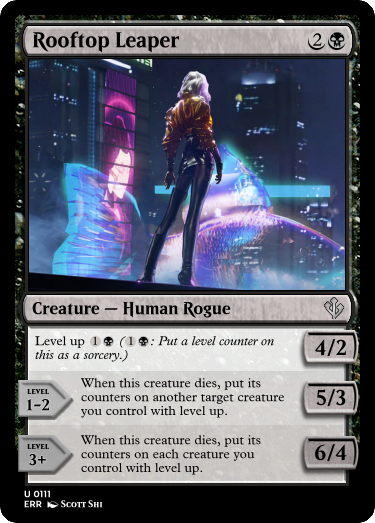 Rooftop Leaper 2
Creature — Human Rogue
Level up 1 ( 1 : Put a level counter on
this as a sorcery.)
4/2
LEVEL
1-2
When this creature dies, put its
counters on another target creature
you control with level up.
5/3
LEVEL
3+
When this creature dies, put its
counters on each creature you
control with level up.
6/4
U 0111
ERR Scott Shi